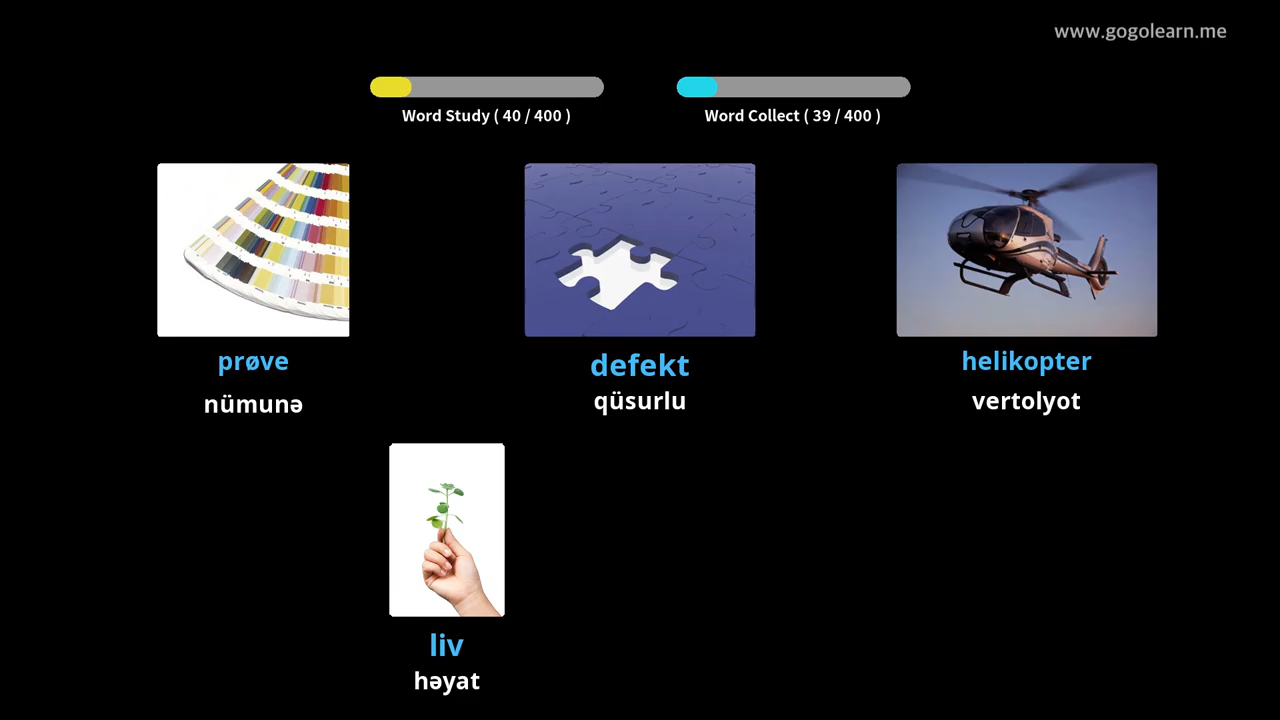 www.gogolearn.me
Word Study ( 40 / 400 )
Word Collect ( 39 / 400 )
prøve
nümunə
defekt
qüsurlu
helikopter
vertolyot
liv
həyat